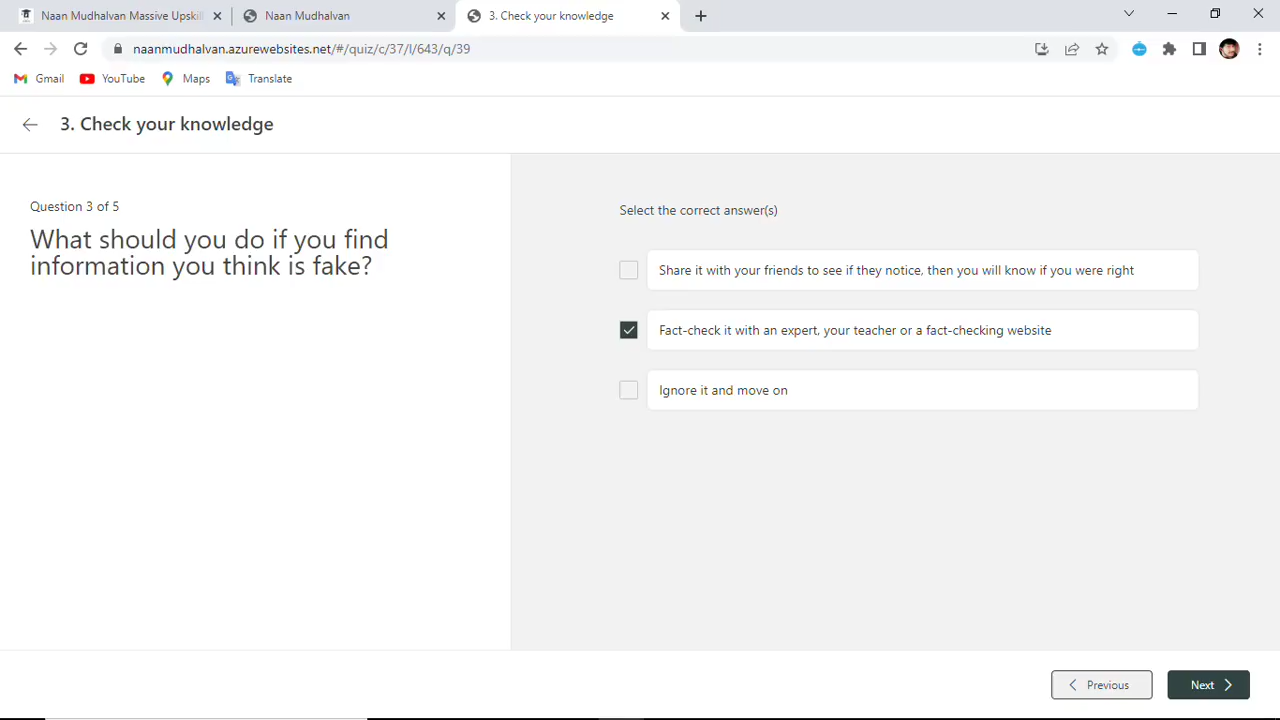 Naan Mudhalvan Massive Upskil
Naan Mudhalvan
3. Check your knowledge
naanmudhalvan.azurewebsites.net/#/quiz/c/37/l/643/q/39
Gmail
YouTube
Maps
Translate
3. Check your knowledge
Question 3 of 5
What should you do if you find
information you think is fake?
Select the correct answer(s)
Share it with your friends to see if they notice, then you will know if you were right
Fact-check it with an expert, your teacher or a fact-checking website
Ignore it and move on
Previous
Next